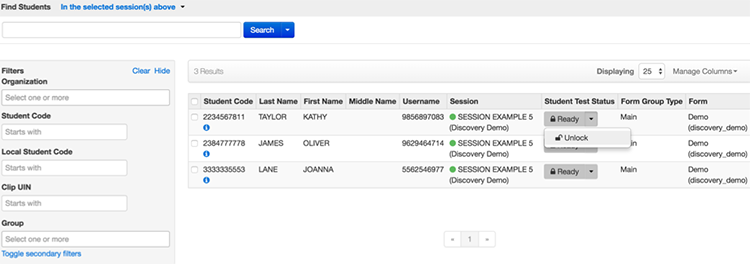 Find Students In the selected session(s) above
Search
Filters Clear Hide
Organization
Select one or more
Student Code
Starts with
Local Student Code
Starts with
Clip UIN
Starts with
Group
Select one or more
Toggle secondary filters
3 Results Displaying 25 Manage Columns
Student Code Last Name First Name Middle Name Username Session Student Test Status Form Group Type Form
2234567811 TAYLOR KATHY 9856897083 SESSION EXAMPLE 5 Ready Main Demo
(Discovery Demo) (discovery_demo)
Unlock
2384777778 JAMES OLIVER 9629464714 SESSION EXAMPLE 5 Main Demo
(Discovery Demo) Ready (discovery_demo)
3333335553 LANE JOANNA 5562546977 SESSION EXAMPLE 5 Ready Main Demo
(Discovery Demo) (discovery_demo)
« 1 »